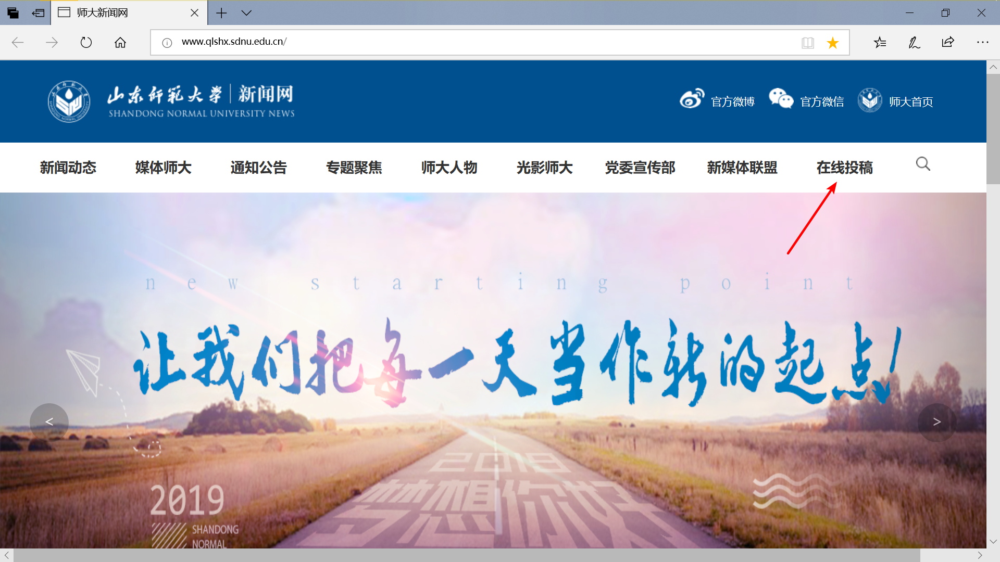 师大新闻网
www.qlshx.sdnu.edu.cn/
山东师范大学 | 新闻网
SHANDONG NORMAL UNIVERSITY NEWS
官方微博 官方微信 师大首页
新闻动态 媒体师大 通知公告 专题聚焦 师大人物 光影师大 党委宣传部 新媒体联盟 在线投稿
new starting point
让我们把每一天当作新的起点!
< >
2018
梦想你好
2019
SHANDONG
NORMAL